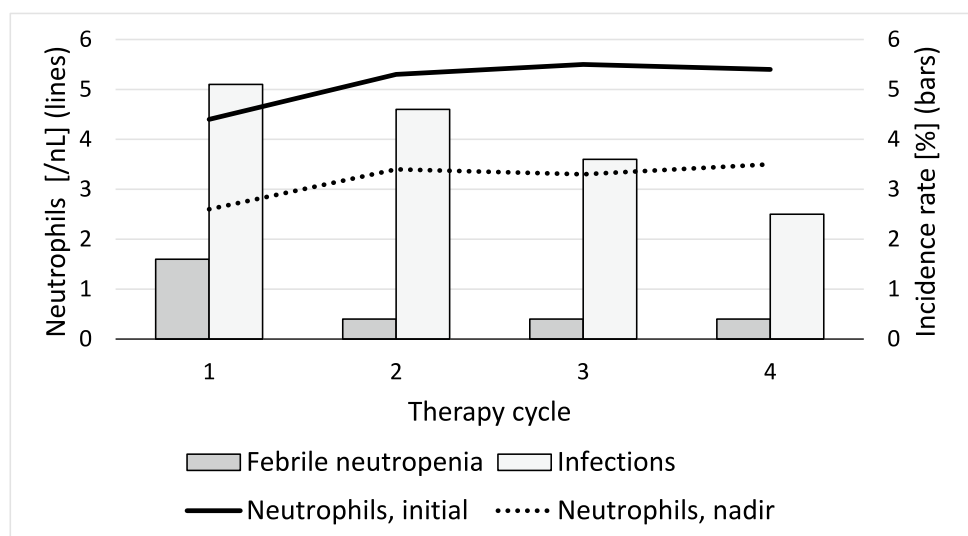 Neutrophils [/nL] (lines)
6
5
4
3
2
1
0
6
5
4
3
2
1
0
Incidence rate [%] (bars)
1 2 3 4
Therapy cycle
Febrile neutropenia Infections
Neutrophils, initial Neutrophils, nadir